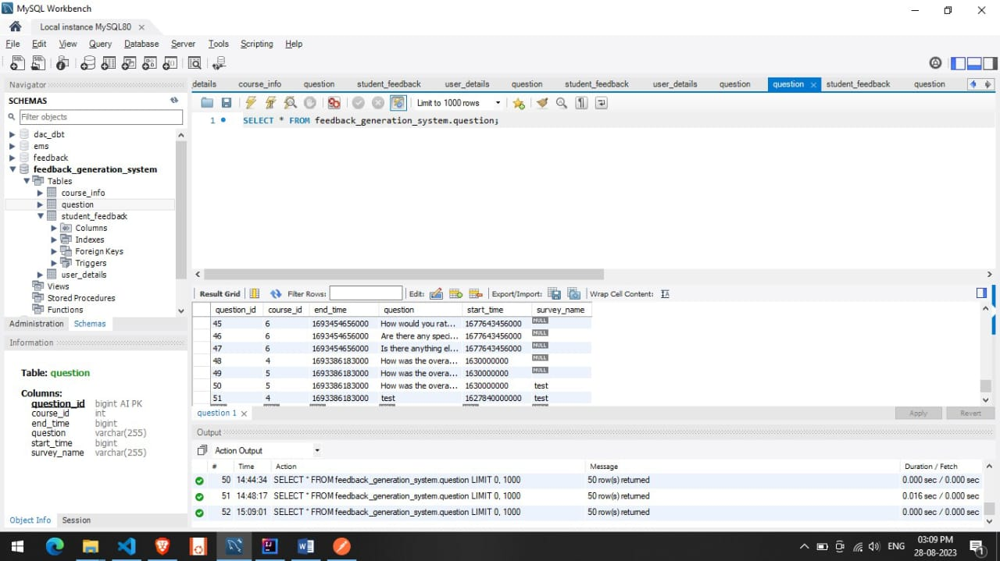 MySQL Workbench
Local instance MySQL80
File Edit View Query Database Server Tools Scripting Help
Navigator
SCHEMAS
Filter objects
dac_dbt
ems
feedback
feedback_generation_system
Tables
course_info
question
student_feedback
Columns
Indexes
Foreign Keys
Triggers
user_details
Views
Stored Procedures
Functions
Administration Schemas
Information
Table: question
Columns:
question_id bigint AI PK
course_id int
end_time bigint
question varchar(255)
start_time bigint
survey_name varchar(255)
Object Info Session
details course_info question student_feedback user_details question student_feedback user_details question question student_feedback question
Limit to 1000 rows
1 SELECT * FROM feedback_generation_system.question;
Result Grid Filter Rows: Edit: Export/Import: Wrap Cell Content:
question_id course_id end_time question start_time survey_name
45 6 1693454656000 How would you rat... 1677643456000 NULL
46 6 1693454656000 Are there any speci... 1677643456000 NULL
47 6 1693454656000 Is there anything el... 1677643456000 NULL
48 4 1693386183000 How was the overa... 1630000000 NULL
49 5 1693386183000 How was the overa... 1630000000 NULL
50 5 1693386183000 How was the overa... 1630000000 test
51 4 1693386183000 test 1627840000000 test
question 1 Apply Revert
Output
Action Output
# Time Action Message Duration / Fetch
50 14:44:34 SELECT * FROM feedback_generation_system.question LIMIT 0, 1000 50 row(s) returned 0.000 sec / 0.000 sec
51 14:48:17 SELECT * FROM feedback_generation_system.question LIMIT 0, 1000 50 row(s) returned 0.016 sec / 0.000 sec
52 15:09:01 SELECT * FROM feedback_generation_system.question LIMIT 0, 1000 50 row(s) returned 0.000 sec / 0.000 sec
ENG
03:09 PM
28-08-2023
1